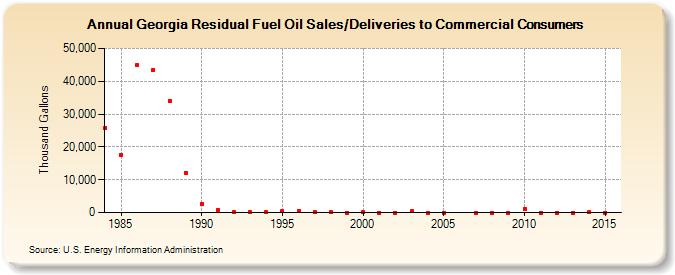 Annual Georgia Residual Fuel Oil Sales/Deliveries to Commercial Consumers
Thousand Gallons
50,000
40,000
30,000
20,000
10,000
0
1985 1990 1995 2000 2005 2010 2015
Source: U.S. Energy Information Administration